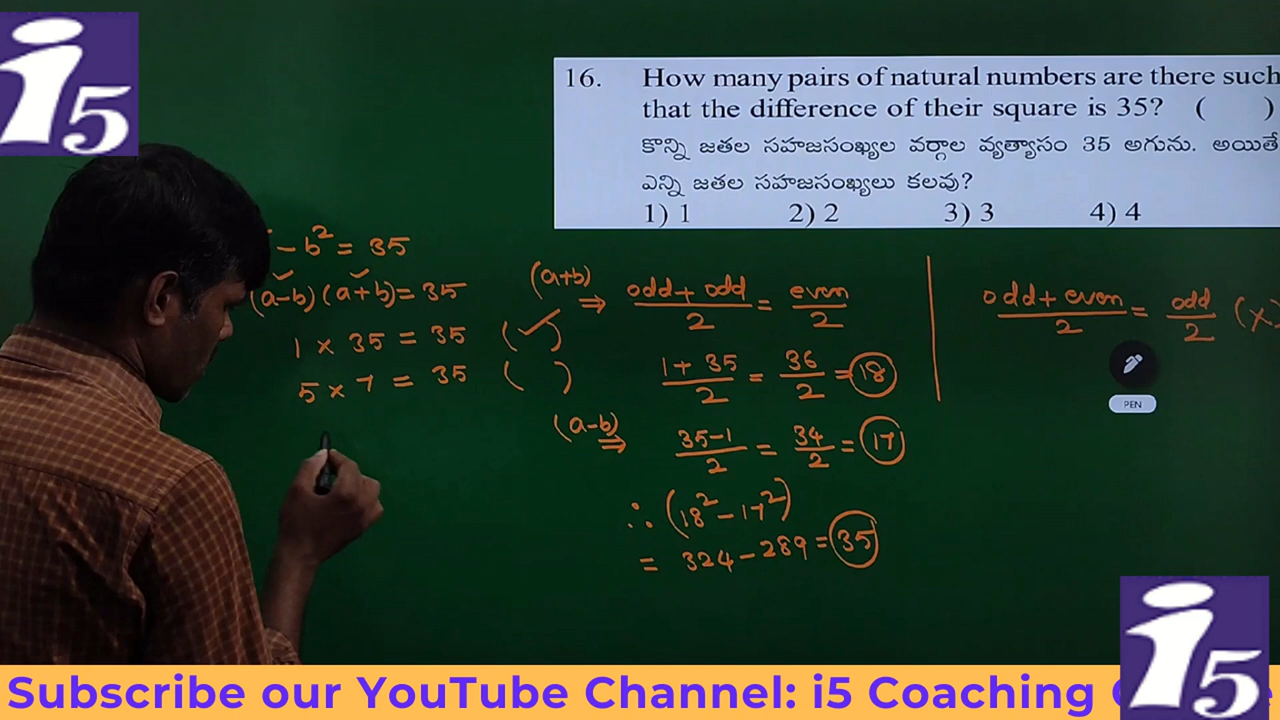 i5
16. How many pairs of natural numbers are there such
that the difference of their square is 35? ( )
కొన్ని జతల సహజసంఖ్యల వర్గాల వ్యత్యాసం 35 అగును. అయితే
ఎన్ని జతల సహజసంఖ్యలు కలవు?
1) 1 2) 2 3) 3 4) 4
- b² = 35
(a-b) (a+b) = 35
1 × 35 = 35 (✓)
5 × 7 = 35 ( )
(a+b) ⇒ odd + odd / 2 = even / 2
1 + 35 / 2 = 36 / 2 = 18
(a-b) ⇒ 35-1 / 2 = 34 / 2 = 17
∴ (18² - 17²)
= 324 - 289 = 35
odd + even / 2 = odd / 2 (×)
PEN
Subscribe our YouTube Channel: i5 Coaching
i5